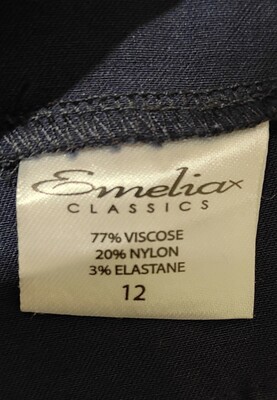 Emelia
CLASSICS
77% VISCOSE
20% NYLON
3% ELASTANE
12